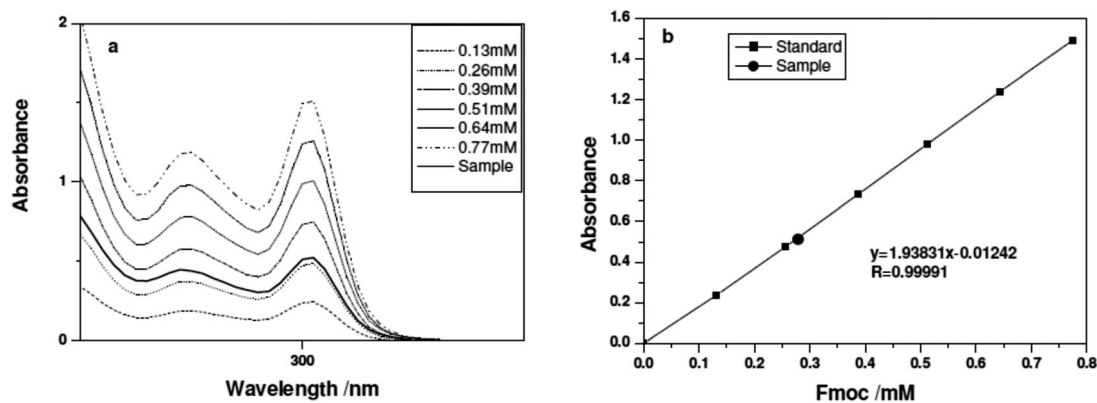 a
Absorbance
2
1
0
0.13mM
0.26mM
0.39mM
0.51mM
0.64mM
0.77mM
Sample
300
Wavelength /nm
b
Absorbance
1.6
1.4
1.2
1.0
0.8
0.6
0.4
0.2
0.0
Standard
Sample
y=1.93831x-0.01242
R=0.99991
0.0 0.1 0.2 0.3 0.4 0.5 0.6 0.7 0.8
Fmoc /mM